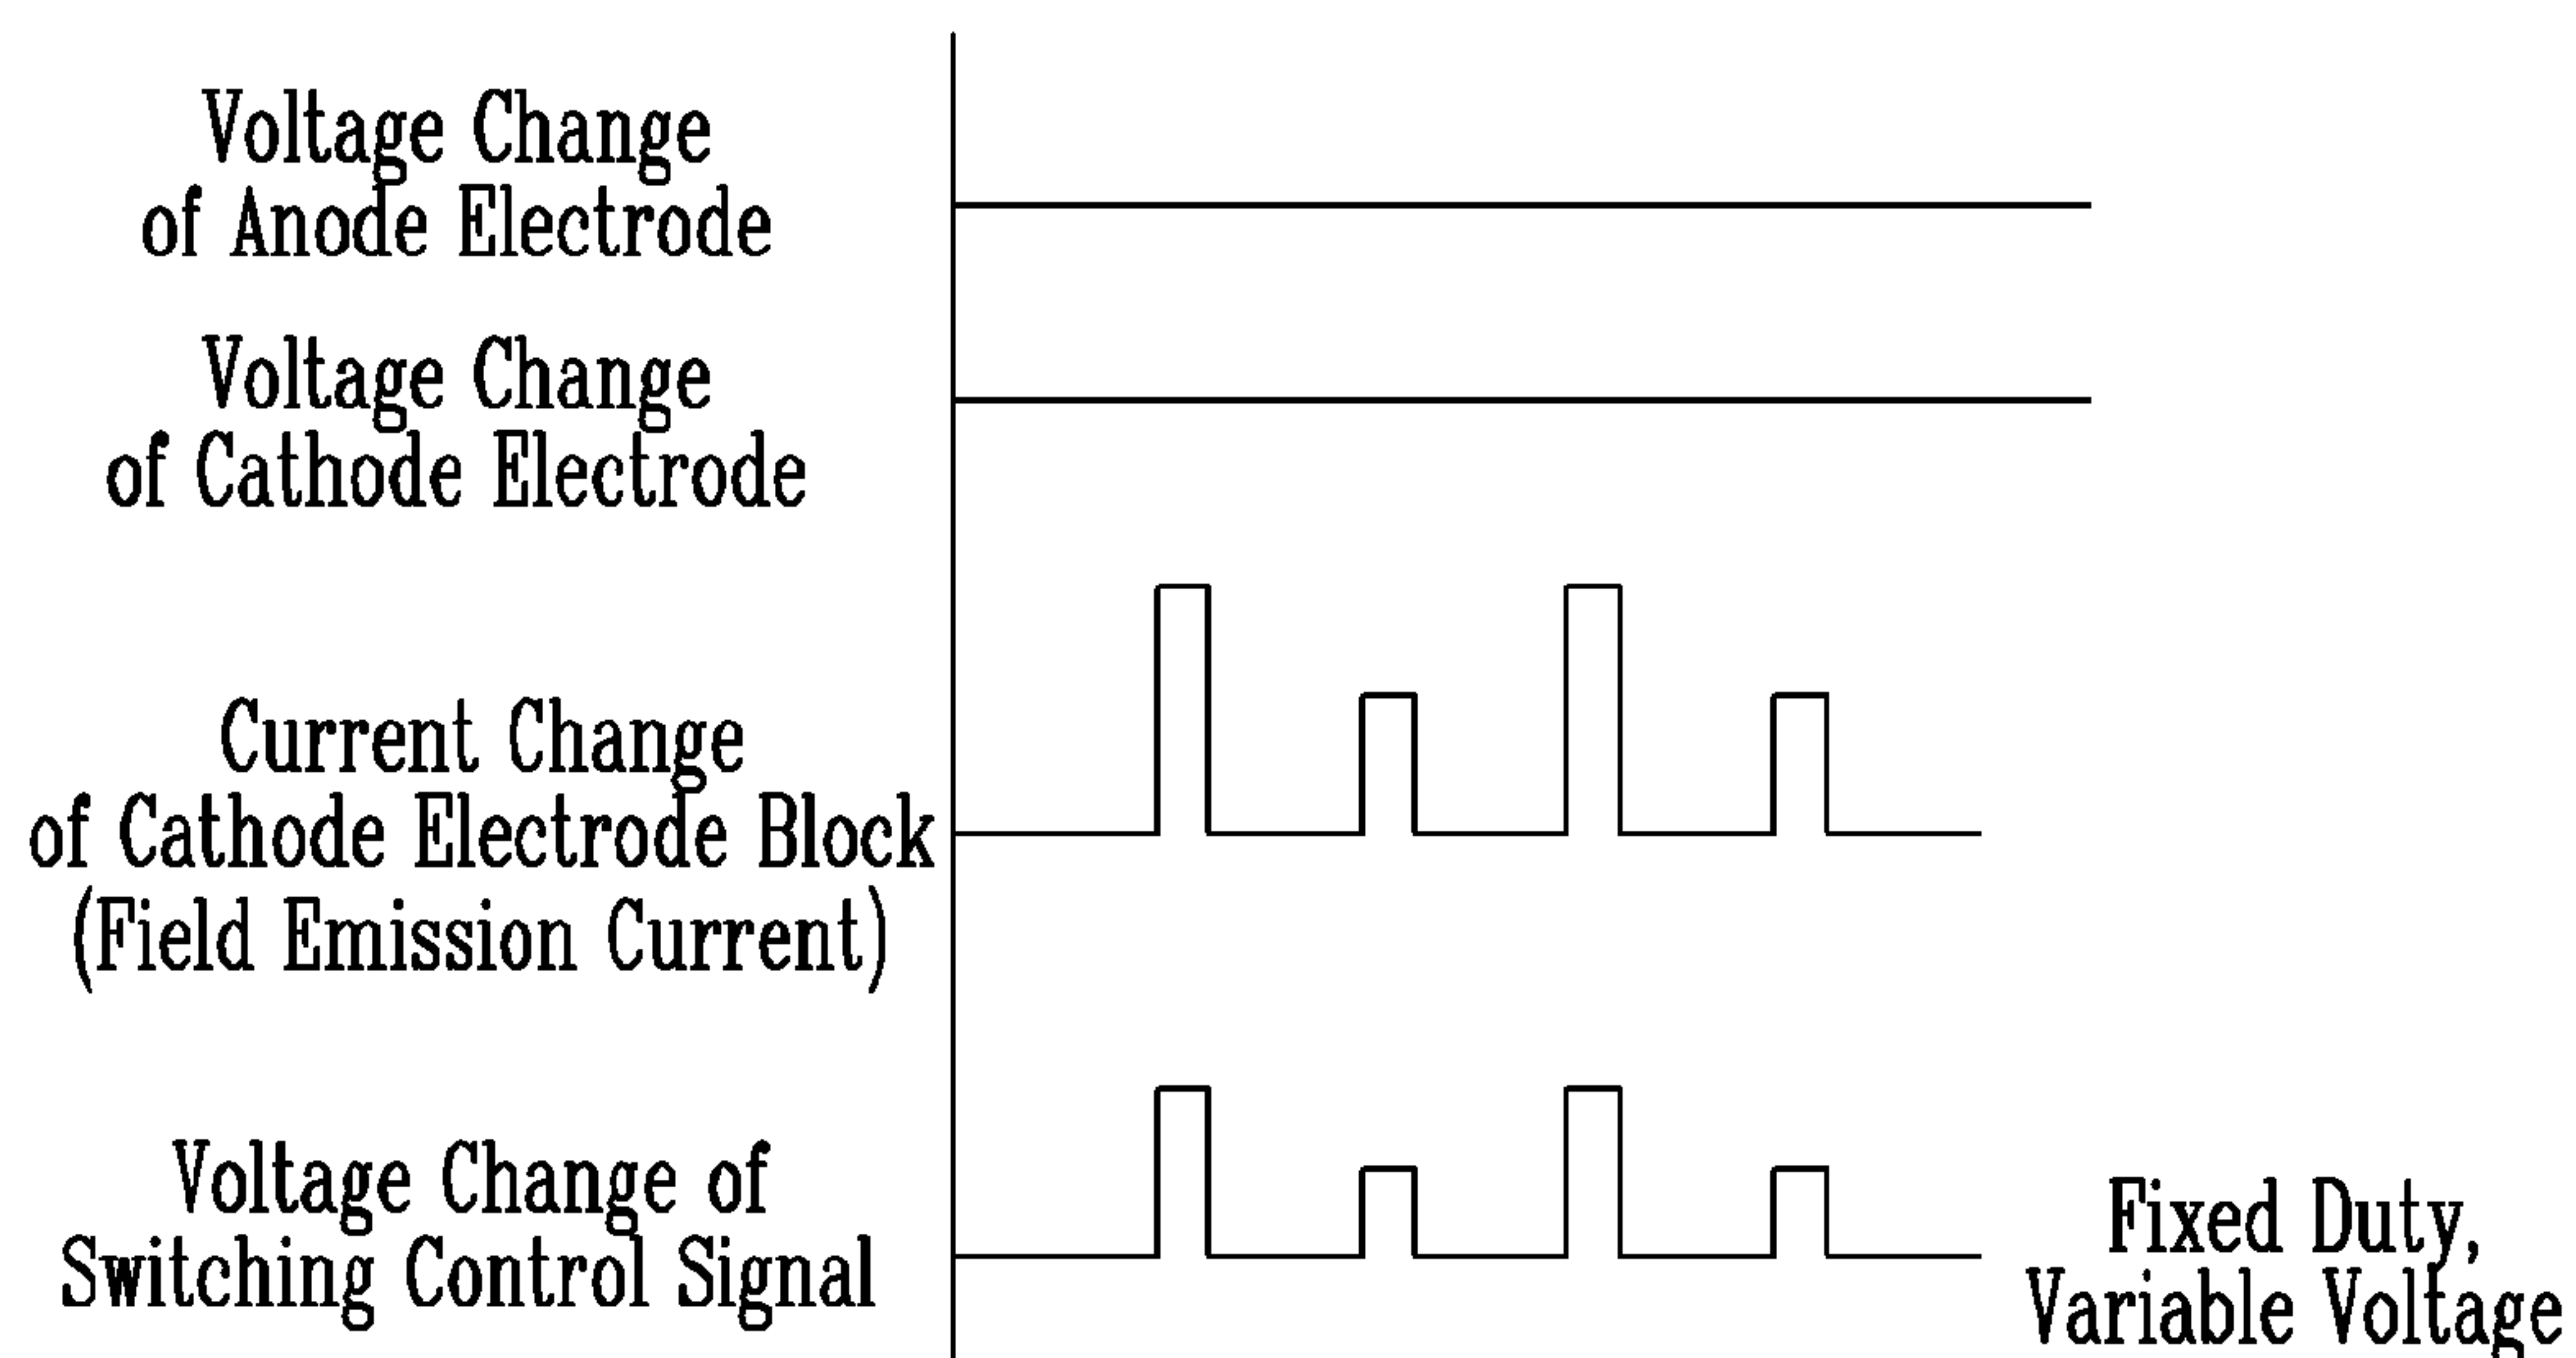 Voltage Change
of Anode Electrode
Voltage Change
of Cathode Electrode
Current Change
of Cathode Electrode Block
(Field Emission Current)
Voltage Change of
Switching Control Signal
Fixed Duty,
Variable Voltage